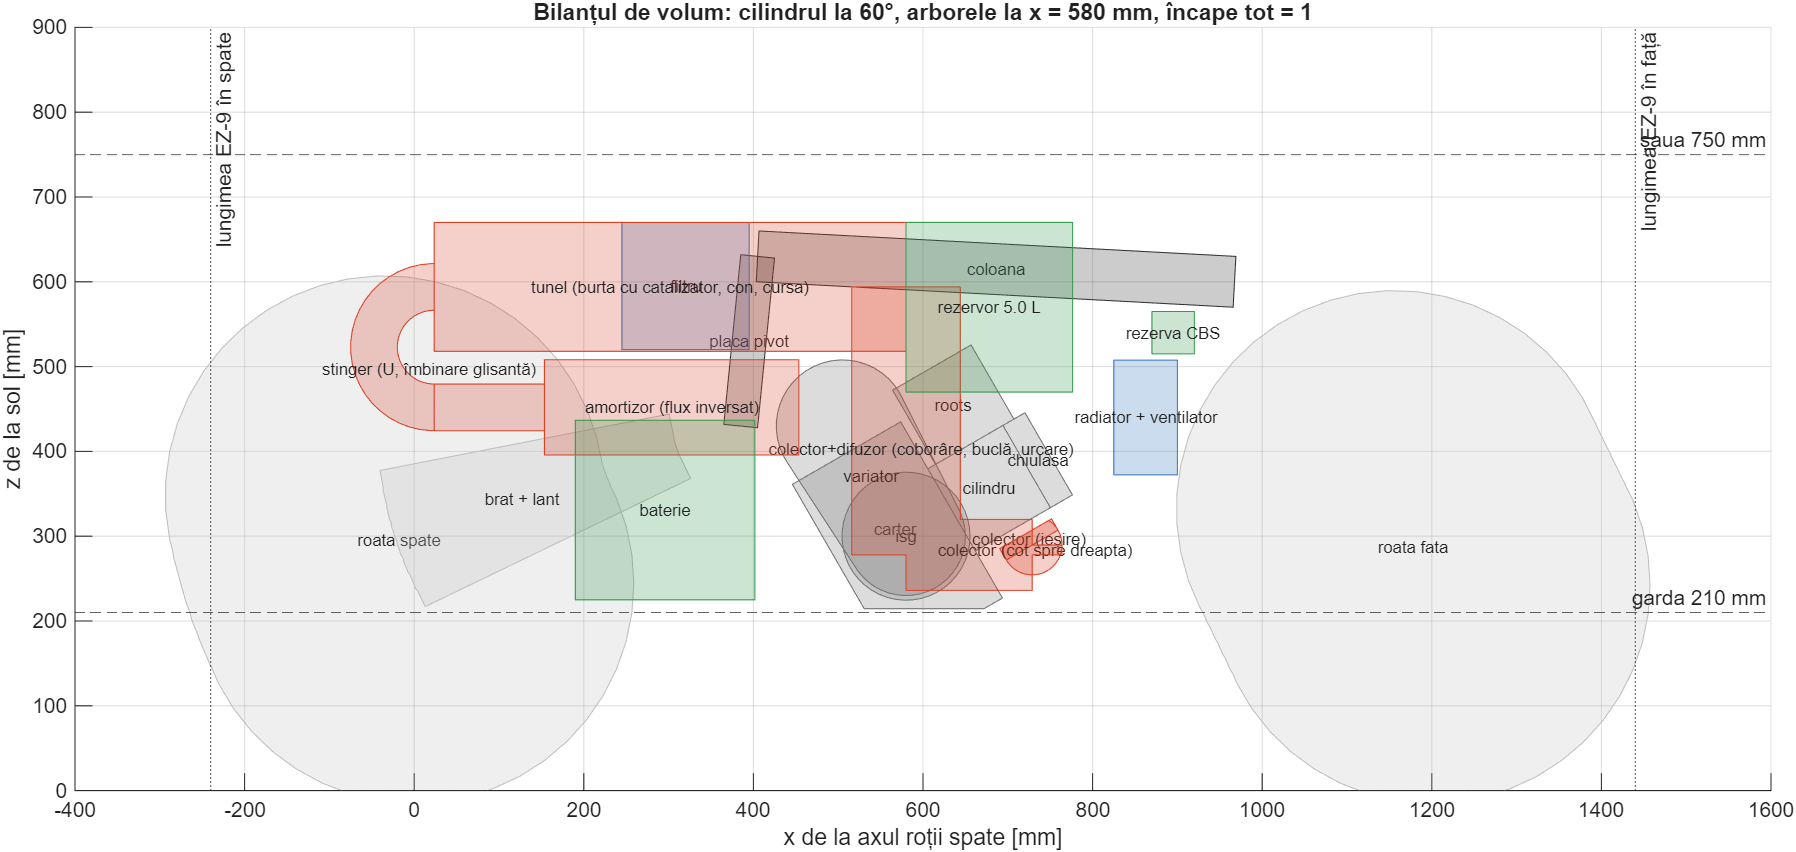 Bilanțul de volum: cilindrul la 60°, arborele la x = 580 mm, încape tot = 1
900
800
700
600
500
400
300
200
100
0
z de la sol [mm]
lungimea EZ-9 în spate
lungimea EZ-9 în față
șaua 750 mm
coloana
tunel (burta cu catalizator, con, cursa)
filtru
rezervor 5.0 L
rezerva CBS
placa pivot
stinger (U, îmbinare glisantă)
amortizor (flux inversat)
roots
radiator + ventilator
colector+difuzor (coborâre, buclă, urcare)
chiulasa
variator
cilindru
brat + lant
baterie
carter
isg
roata spate
colector (ieșire)
colector (cot spre dreapta)
roata fata
garda 210 mm
-400
-200
0
200
400
600
800
1000
1200
1400
1600
x de la axul roții spate [mm]